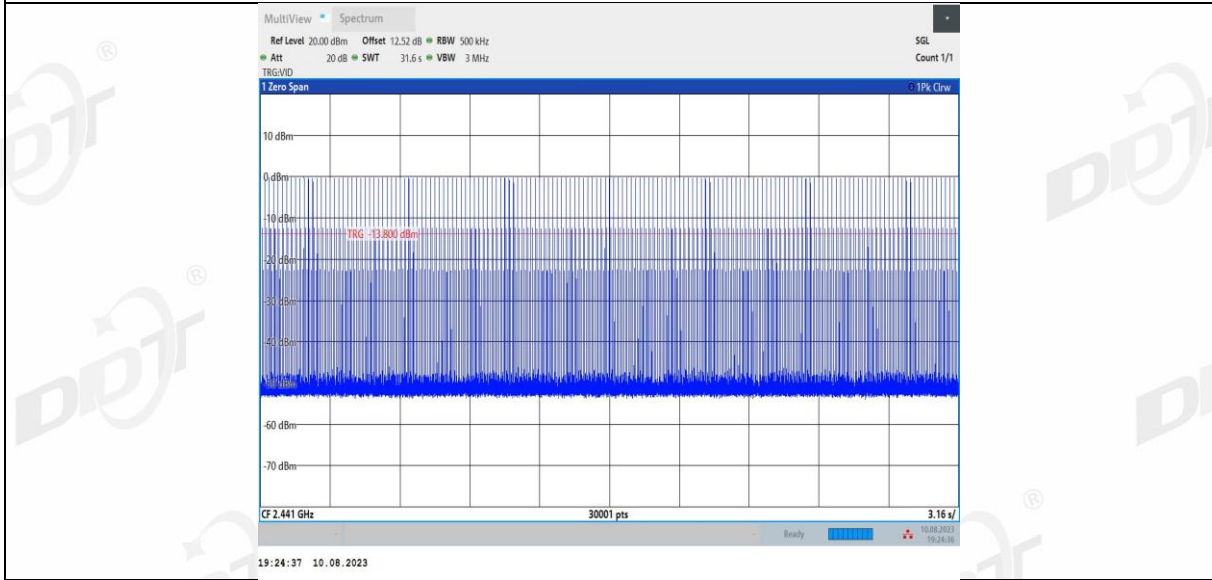 MultiView Spectrum
Ref Level 20.00 dBm Offset 12.52 dB RBW 500 kHz SGL
Att 20 dB SWT 31.6 s VBW 3 MHz Count 1/1
TRG:VID
1 Zero Span 1Pk Clrw
10 dBm
0 dBm
-10 dBm
TRG -13.800 dBm
-20 dBm
-30 dBm
-40 dBm
-50 dBm
-60 dBm
-70 dBm
CF 2.441 GHz 30001 pts 3.16 s/
Ready 10.08.2023
19:24:36
19:24:37 10.08.2023
DDT ®